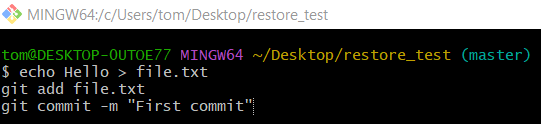 MINGW64:/c/Users/tom/Desktop/restore_test
tom@DESKTOP-OUTOE77 MINGW64 ~/Desktop/restore_test (master)
$ echo Hello > file.txt
git add file.txt
git commit -m "First commit"